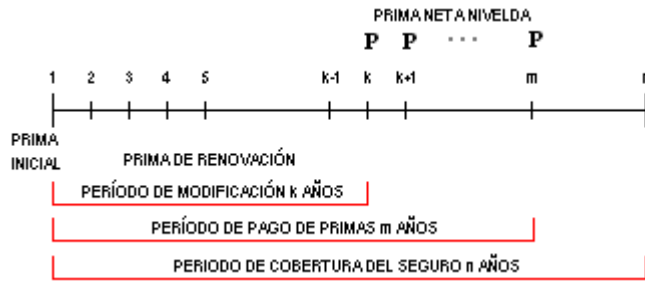 PRIMA NETA NIVELDA
P P ... P
1 2 3 4 5 k-1 k k+1 m n
PRIMA
INICIAL
PRIMA DE RENOVACIÓN
PERÍODO DE MODIFICACIÓN k AÑOS
PERÍODO DE PAGO DE PRIMAS m AÑOS
PERIODO DE COBERTURA DEL SEGURO n AÑOS